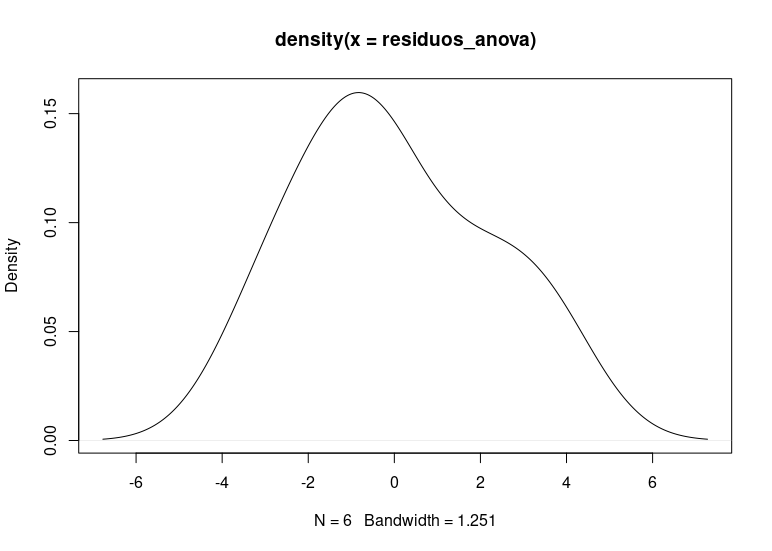 density(x = residuos_anova)
Density
0.15
0.10
0.05
0.00
-6 -4 -2 0 2 4 6
N = 6 Bandwidth = 1.251